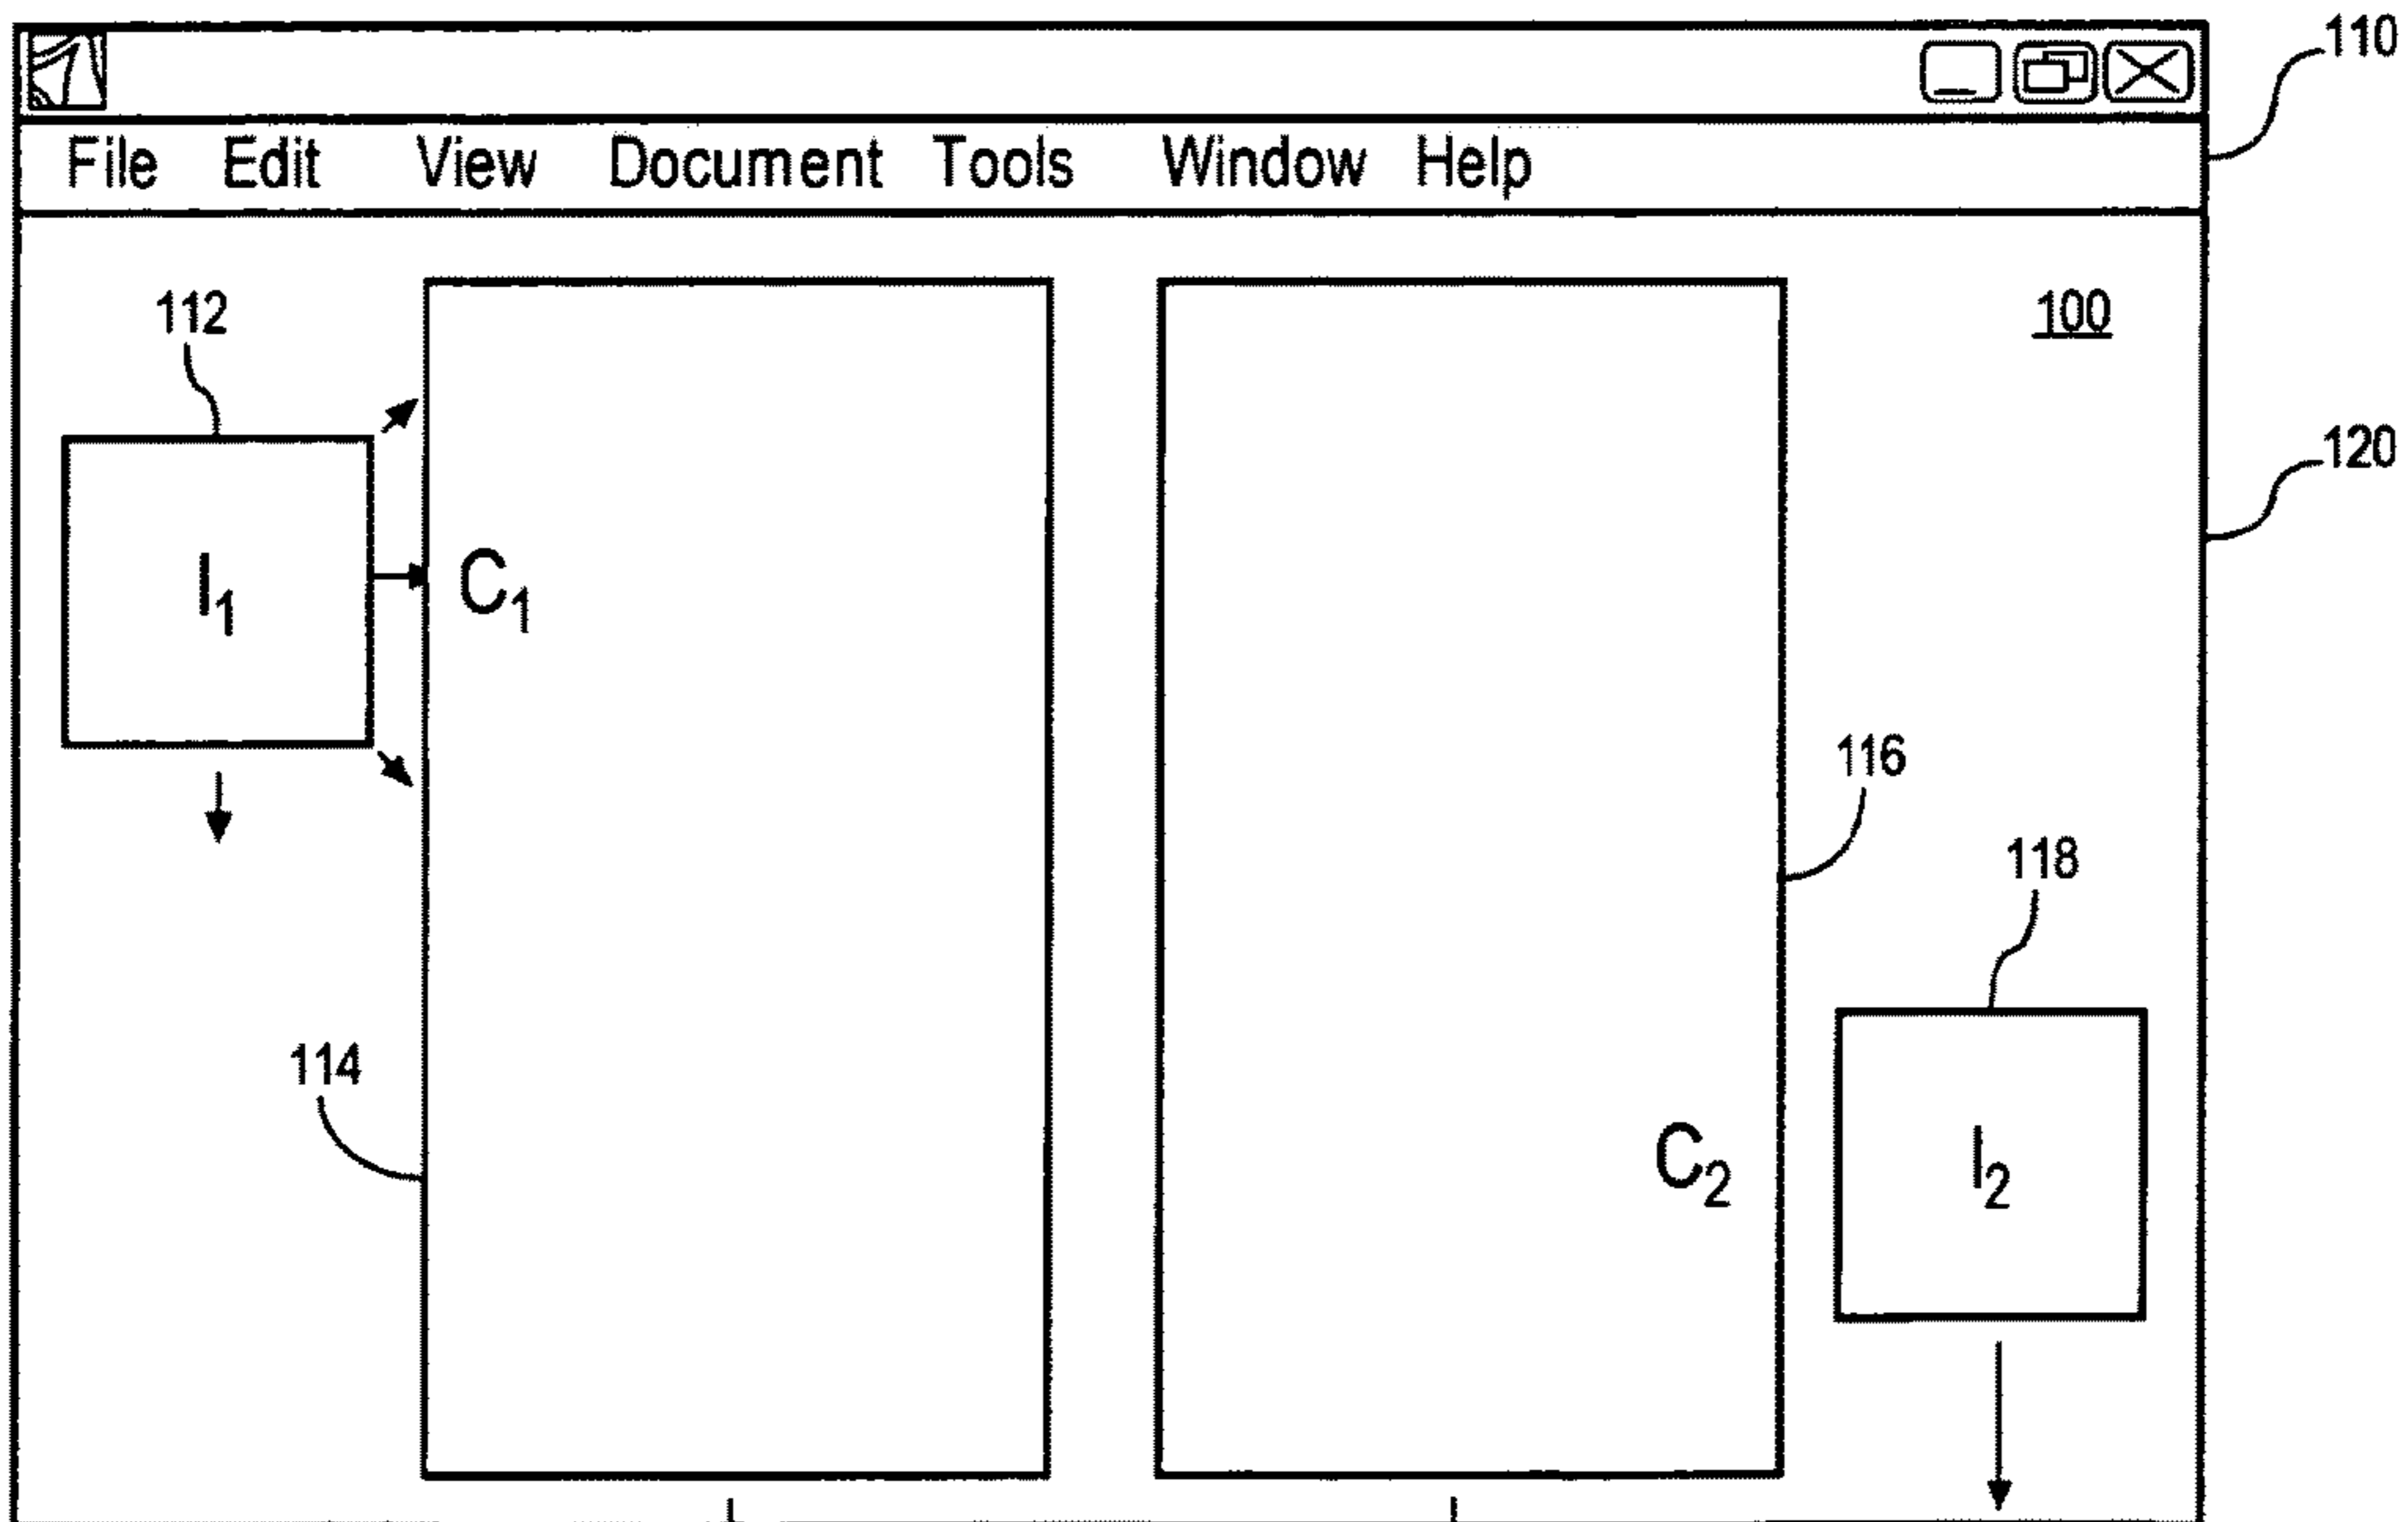 110
File Edit View Document Tools Window Help
100
112
120
I1
C1
116
118
114
C2
I2